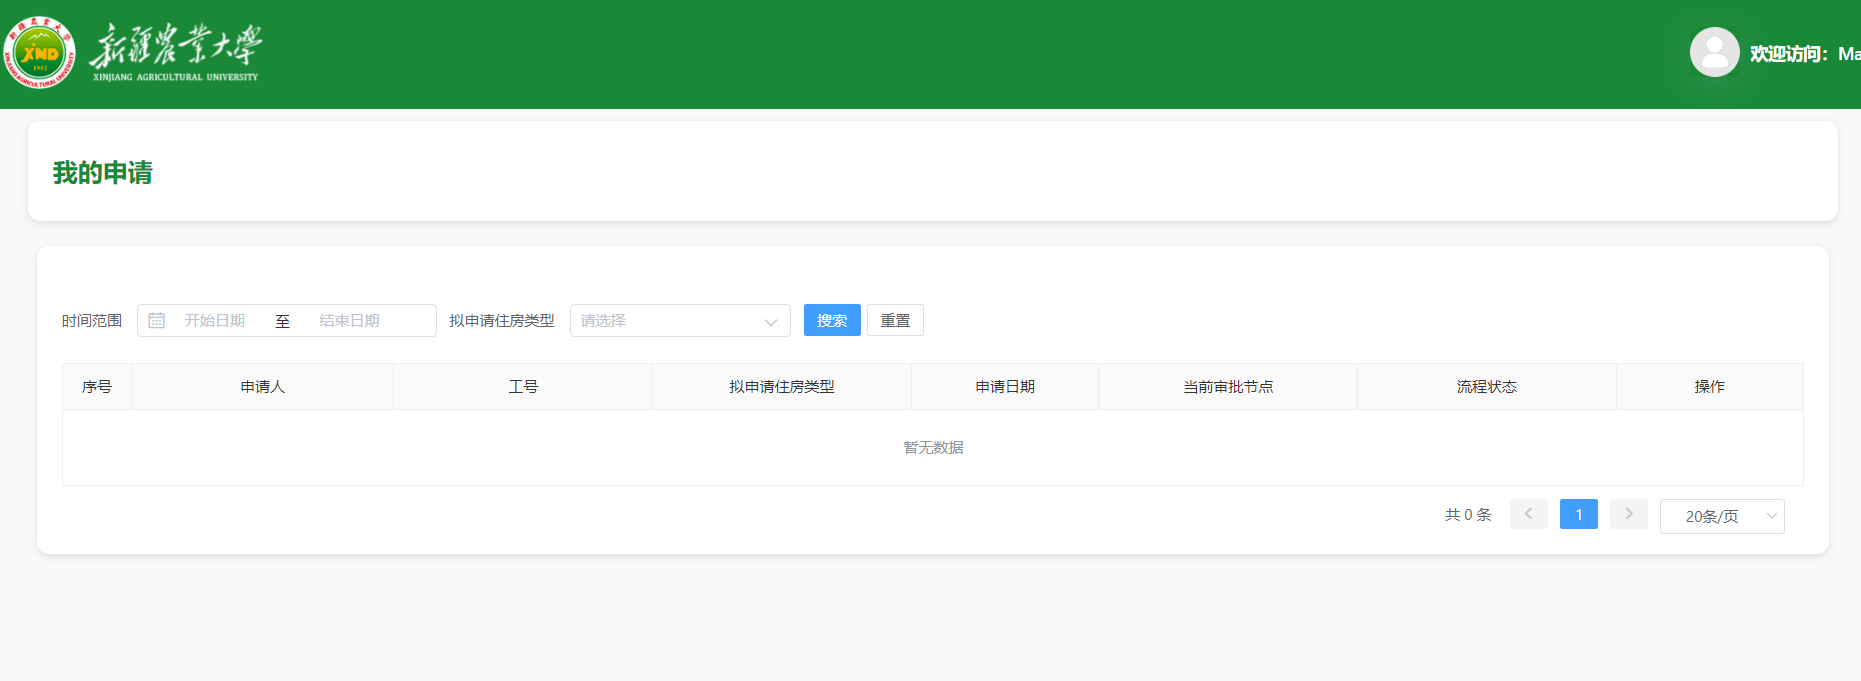 新疆农业大学
XINJIANG AGRICULTURAL UNIVERSITY
XND
1952
欢迎访问：Ma
我的申请
时间范围 开始日期 至 结束日期 拟申请住房类型 请选择 搜索 重置
序号 申请人 工号 拟申请住房类型 申请日期 当前审批节点 流程状态 操作
暂无数据
共 0 条 1 20条/页